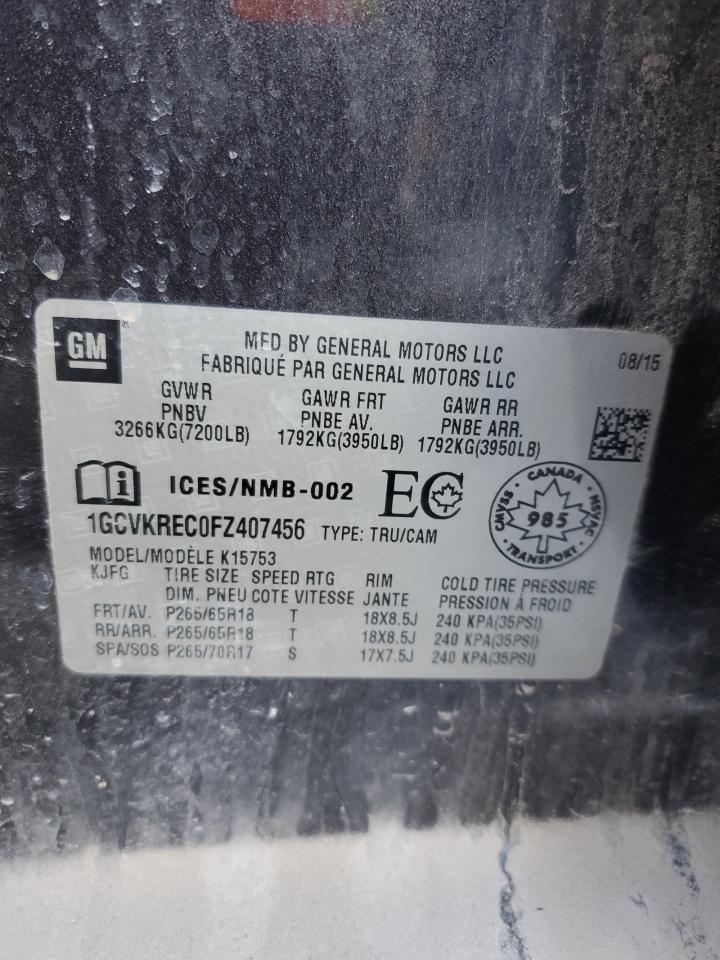 GM
MFD BY GENERAL MOTORS LLC
FABRIQUÉ PAR GENERAL MOTORS LLC
08/15
GVWR GAWR FRT GAWR RR
PNBV PNBE AV. PNBE ARR.
3266KG(7200LB) 1792KG(3950LB) 1792KG(3950LB)
i ICES/NMB-002 EC
CANADA CMVSS NSVAC 985 TRANSPORT
1GCVKREC0FZ407456 TYPE: TRU/CAM
MODEL/MODÈLE K15753
KJFG TIRE SIZE SPEED RTG RIM COLD TIRE PRESSURE
DIM. PNEU COTE VITESSE JANTE PRESSION À FROID
FRT/AV. P265/65R18 T 18X8.5J 240 KPA(35PSI)
RR/ARR. P265/65R18 T 18X8.5J 240 KPA(35PSI)
SPA/SOS P265/70R17 S 17X7.5J 240 KPA(35PSI)